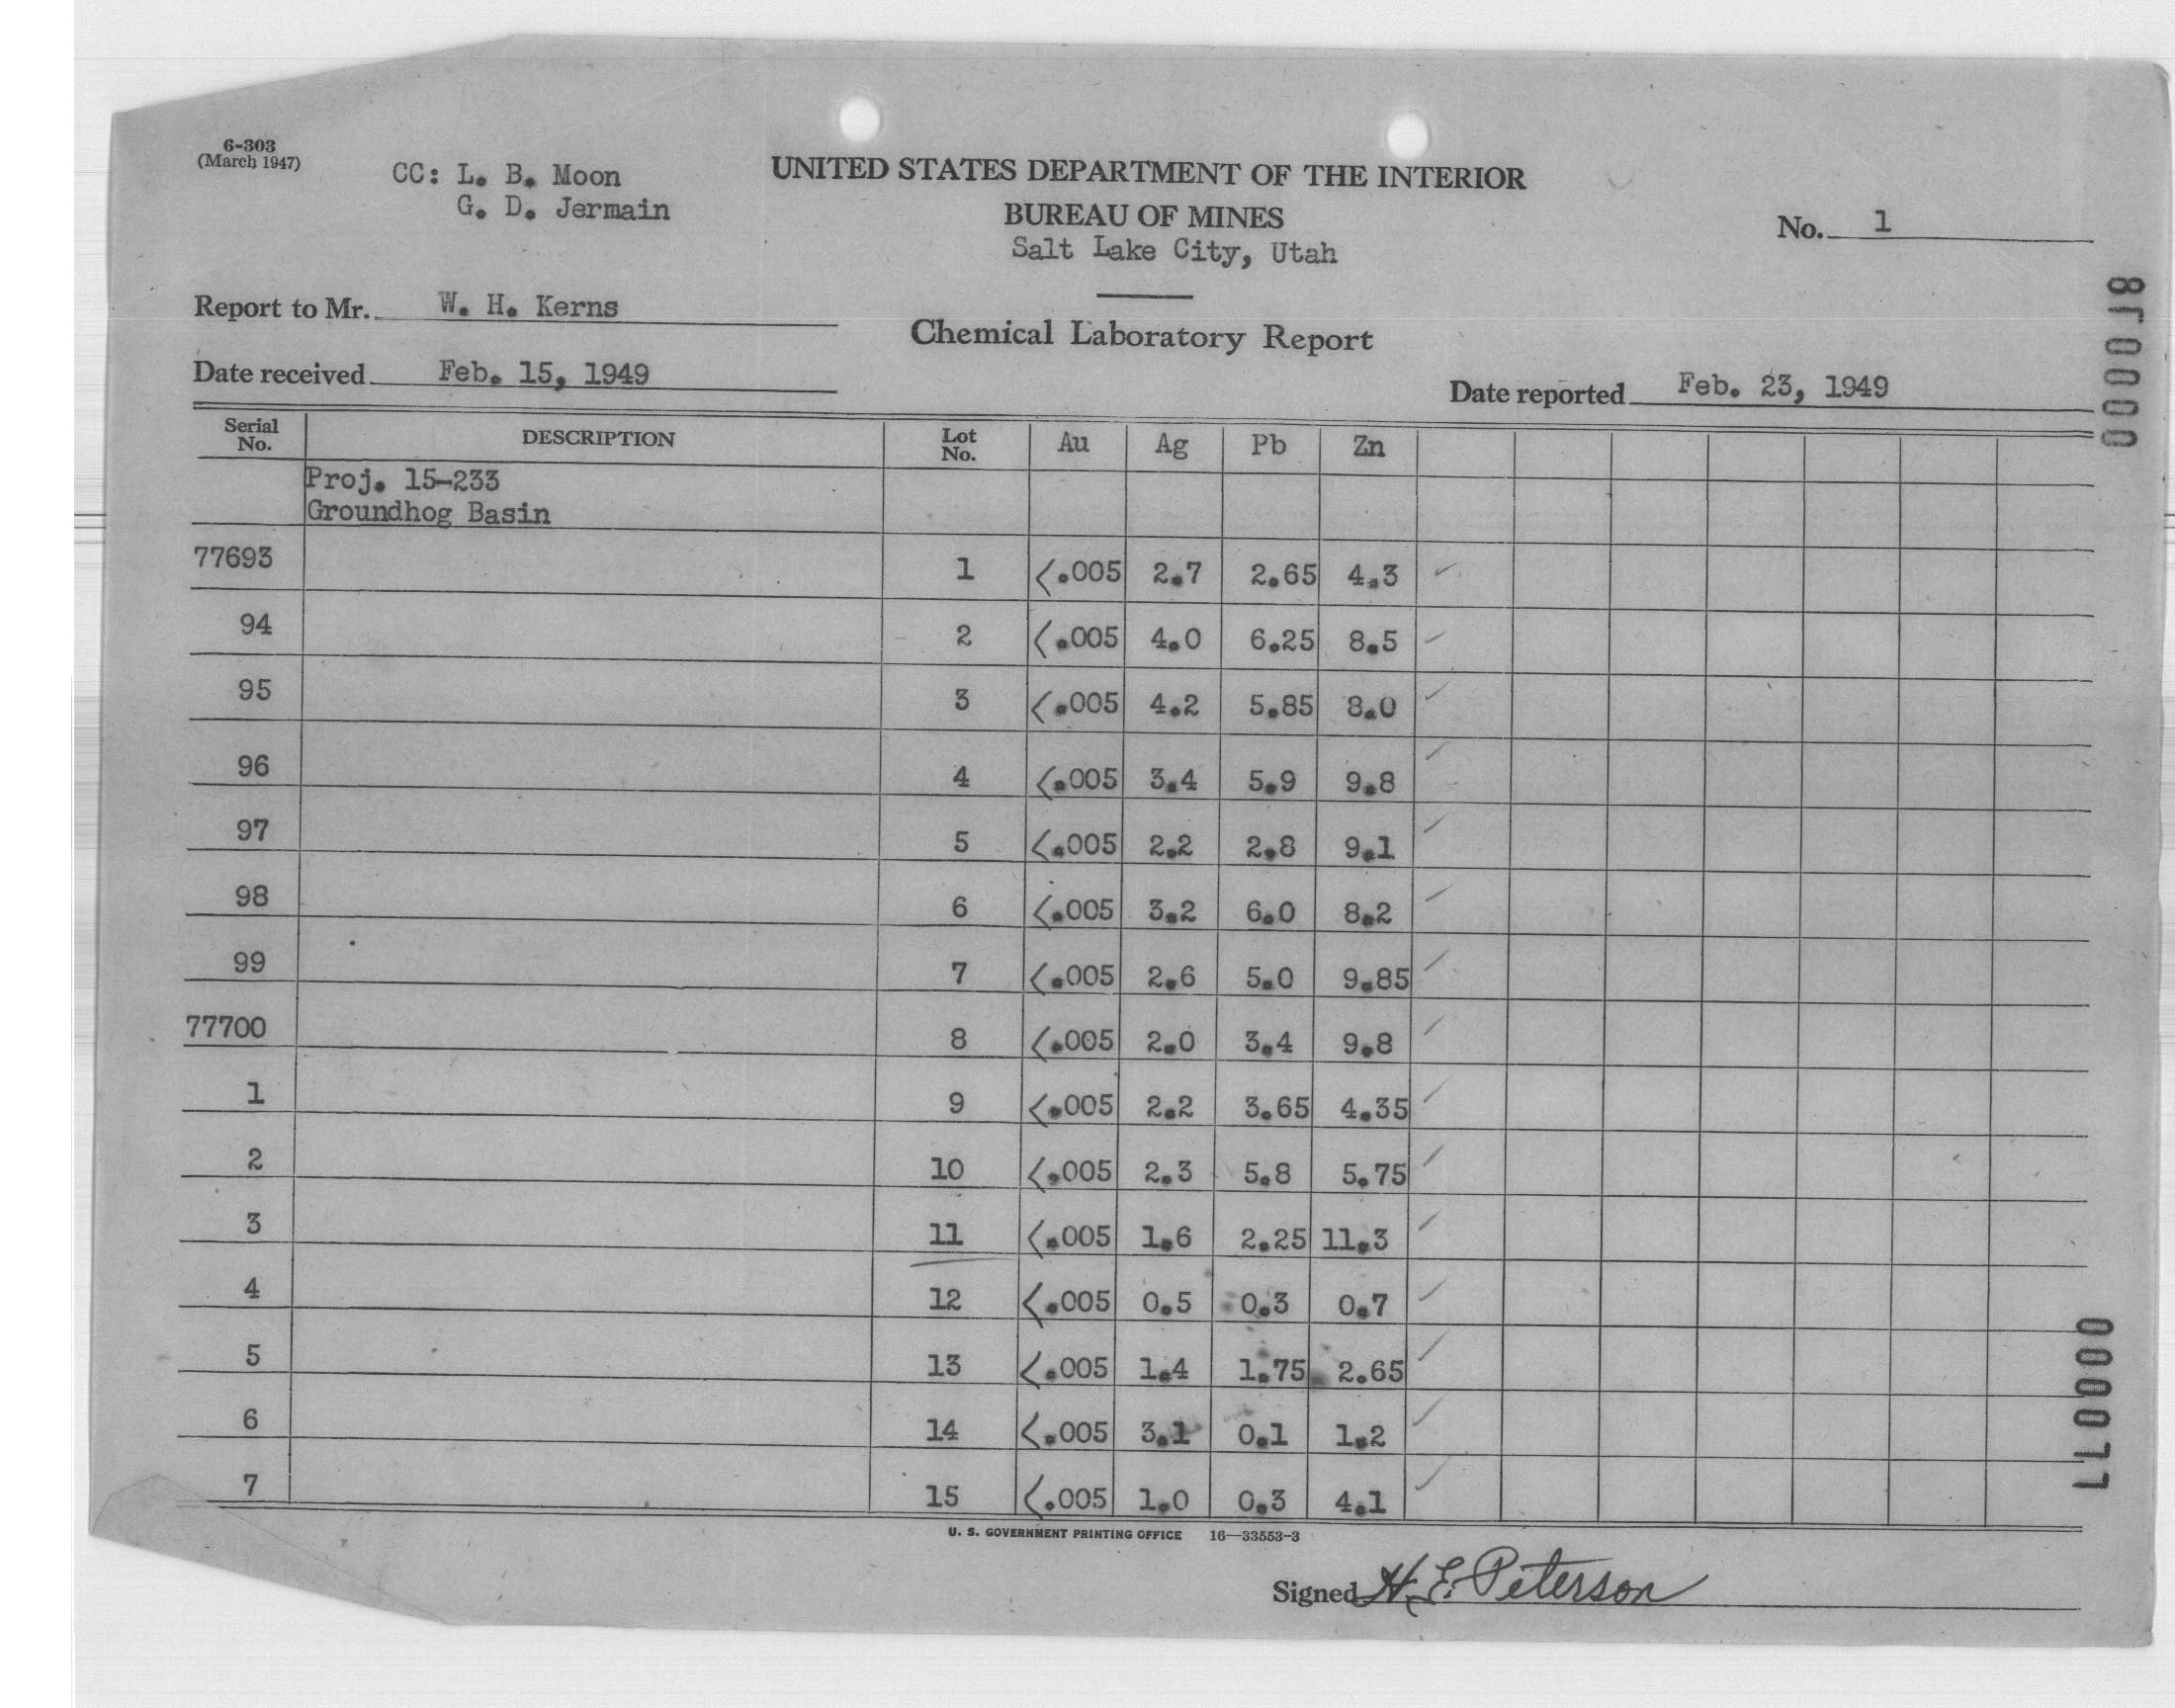 6-303
(March 1947)
CC: L. B. Moon
G. D. Jermain
UNITED STATES DEPARTMENT OF THE INTERIOR
BUREAU OF MINES
Salt Lake City, Utah
No. 1
Report to Mr. W. H. Kerns
Chemical Laboratory Report
Date received Feb. 15, 1949
Date reported Feb. 23, 1949
Serial No. DESCRIPTION Lot No. Au Ag Pb Zn
Proj. 15-233
Groundhog Basin
77693 1 <.005 2.7 2.65 4.3 ✓
94 2 <.005 4.0 6.25 8.5 ✓
95 3 <.005 4.2 5.85 8.0 ✓
96 4 <.005 3.4 5.9 9.8 ✓
97 5 <.005 2.2 2.8 9.1 ✓
98 6 <.005 3.2 6.0 8.2 ✓
99 7 <.005 2.6 5.0 9.85 ✓
77700 8 <.005 2.0 3.4 9.8 ✓
1 9 <.005 2.2 3.65 4.35 ✓
2 10 <.005 2.3 5.8 5.75 ✓
3 11 <.005 1.6 2.25 11.3 ✓
4 12 <.005 0.5 0.3 0.7 ✓
5 13 <.005 1.4 1.75 2.65 ✓
6 14 <.005 3.1 0.1 1.2 ✓
7 15 <.005 1.0 0.3 4.1 ✓
U. S. GOVERNMENT PRINTING OFFICE 16—33553-3
Signed H. E. Peterson